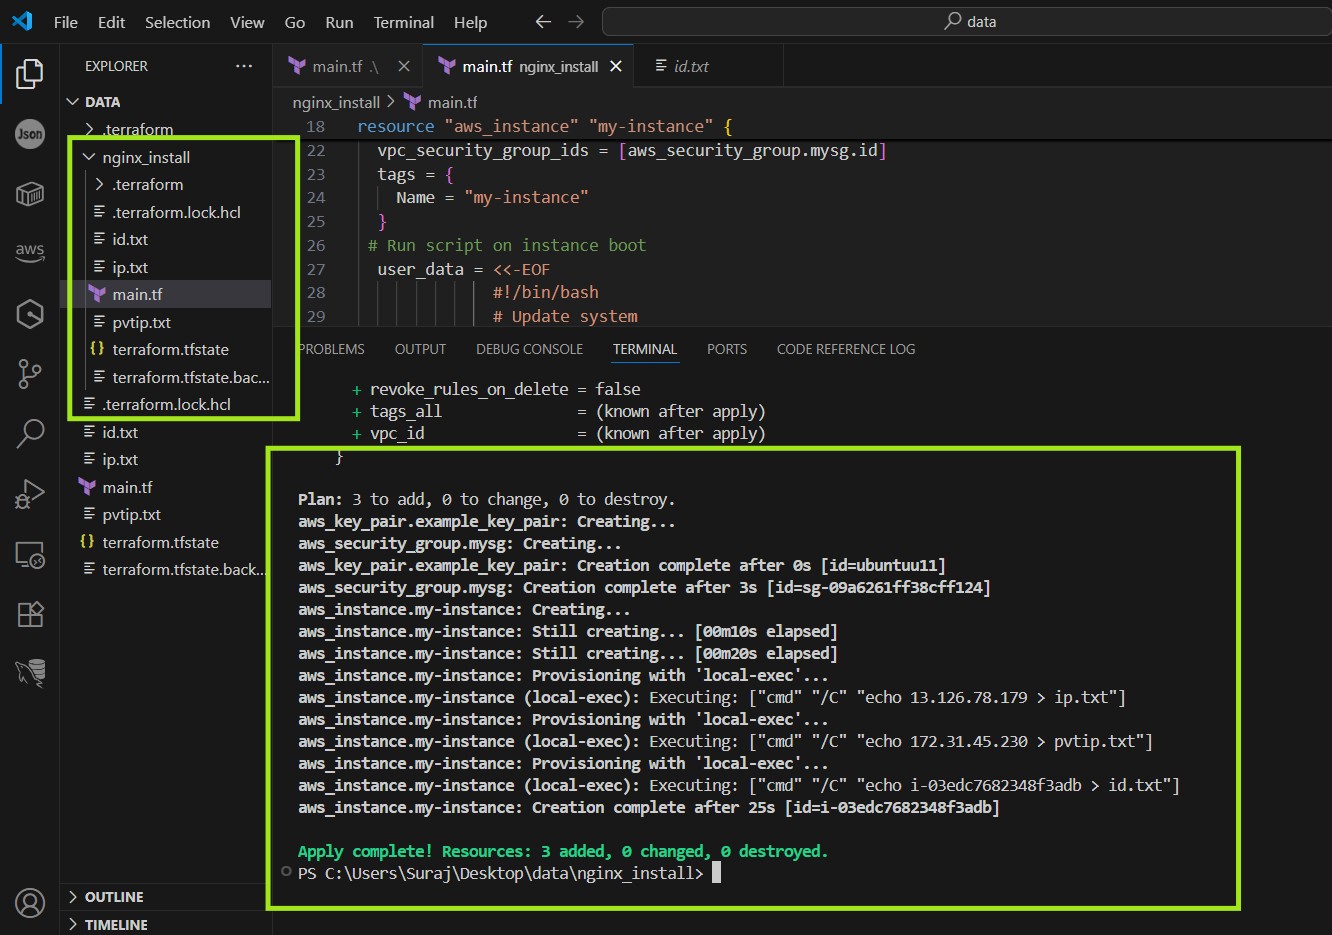 File Edit Selection View Go Run Terminal Help data
EXPLORER
DATA
.terraform
nginx_install
.terraform
.terraform.lock.hcl
id.txt
ip.txt
main.tf
pvtip.txt
{} terraform.tfstate
terraform.tfstate.bac...
.terraform.lock.hcl
id.txt
ip.txt
main.tf
pvtip.txt
{} terraform.tfstate
terraform.tfstate.back...
OUTLINE
TIMELINE
Json
aws
main.tf .\ main.tf nginx_install id.txt
nginx_install > main.tf
18 resource "aws_instance" "my-instance" {
22 vpc_security_group_ids = [aws_security_group.mysg.id]
23 tags = {
24 Name = "my-instance"
25 }
26 # Run script on instance boot
27 user_data = <<-EOF
28 #!/bin/bash
29 # Update system
PROBLEMS OUTPUT DEBUG CONSOLE TERMINAL PORTS CODE REFERENCE LOG
+ revoke_rules_on_delete = false
+ tags_all = (known after apply)
+ vpc_id = (known after apply)
}
Plan: 3 to add, 0 to change, 0 to destroy.
aws_key_pair.example_key_pair: Creating...
aws_security_group.mysg: Creating...
aws_key_pair.example_key_pair: Creation complete after 0s [id=ubuntuu11]
aws_security_group.mysg: Creation complete after 3s [id=sg-09a6261ff38cff124]
aws_instance.my-instance: Creating...
aws_instance.my-instance: Still creating... [00m10s elapsed]
aws_instance.my-instance: Still creating... [00m20s elapsed]
aws_instance.my-instance: Provisioning with 'local-exec'...
aws_instance.my-instance (local-exec): Executing: ["cmd" "/C" "echo 13.126.78.179 > ip.txt"]
aws_instance.my-instance: Provisioning with 'local-exec'...
aws_instance.my-instance (local-exec): Executing: ["cmd" "/C" "echo 172.31.45.230 > pvtip.txt"]
aws_instance.my-instance: Provisioning with 'local-exec'...
aws_instance.my-instance (local-exec): Executing: ["cmd" "/C" "echo i-03edc7682348f3adb > id.txt"]
aws_instance.my-instance: Creation complete after 25s [id=i-03edc7682348f3adb]
Apply complete! Resources: 3 added, 0 changed, 0 destroyed.
PS C:\Users\Suraj\Desktop\data\nginx_install>